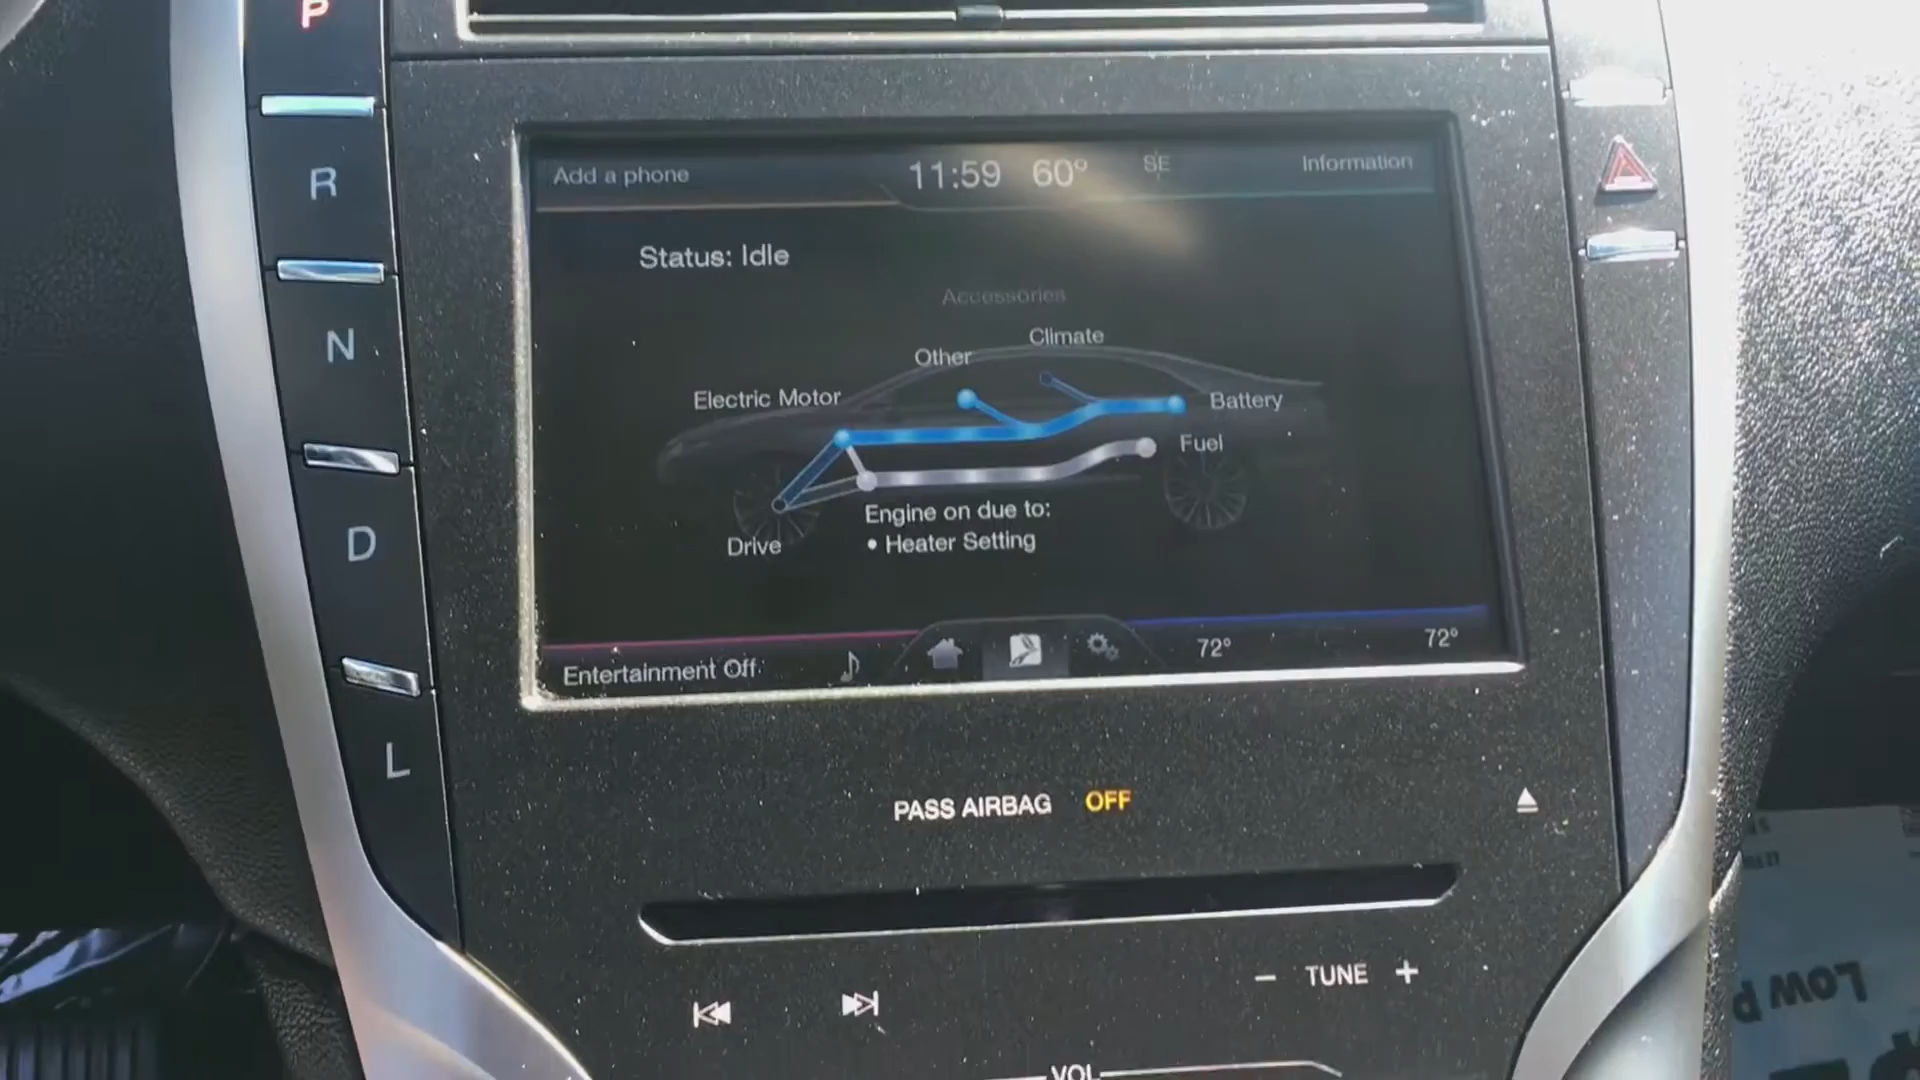 P
R
N
D
L
Add a phone
11:59 60° SE
Information
Status: Idle
Accessories
Climate
Other
Electric Motor
Battery
Fuel
Engine on due to:
• Heater Setting
Drive
Entertainment Off
72°
72°
PASS AIRBAG OFF
− TUNE +
VOL
Low p